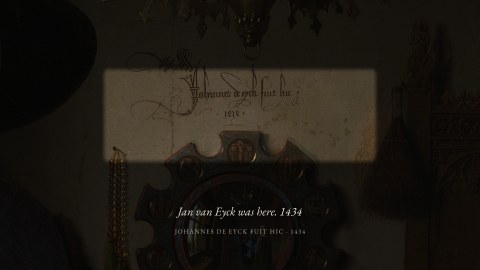 Johannes de eyck fuit hic
1434
Jan van Eyck was here. 1434
JOHANNES DE EYCK FUIT HIC - 1434